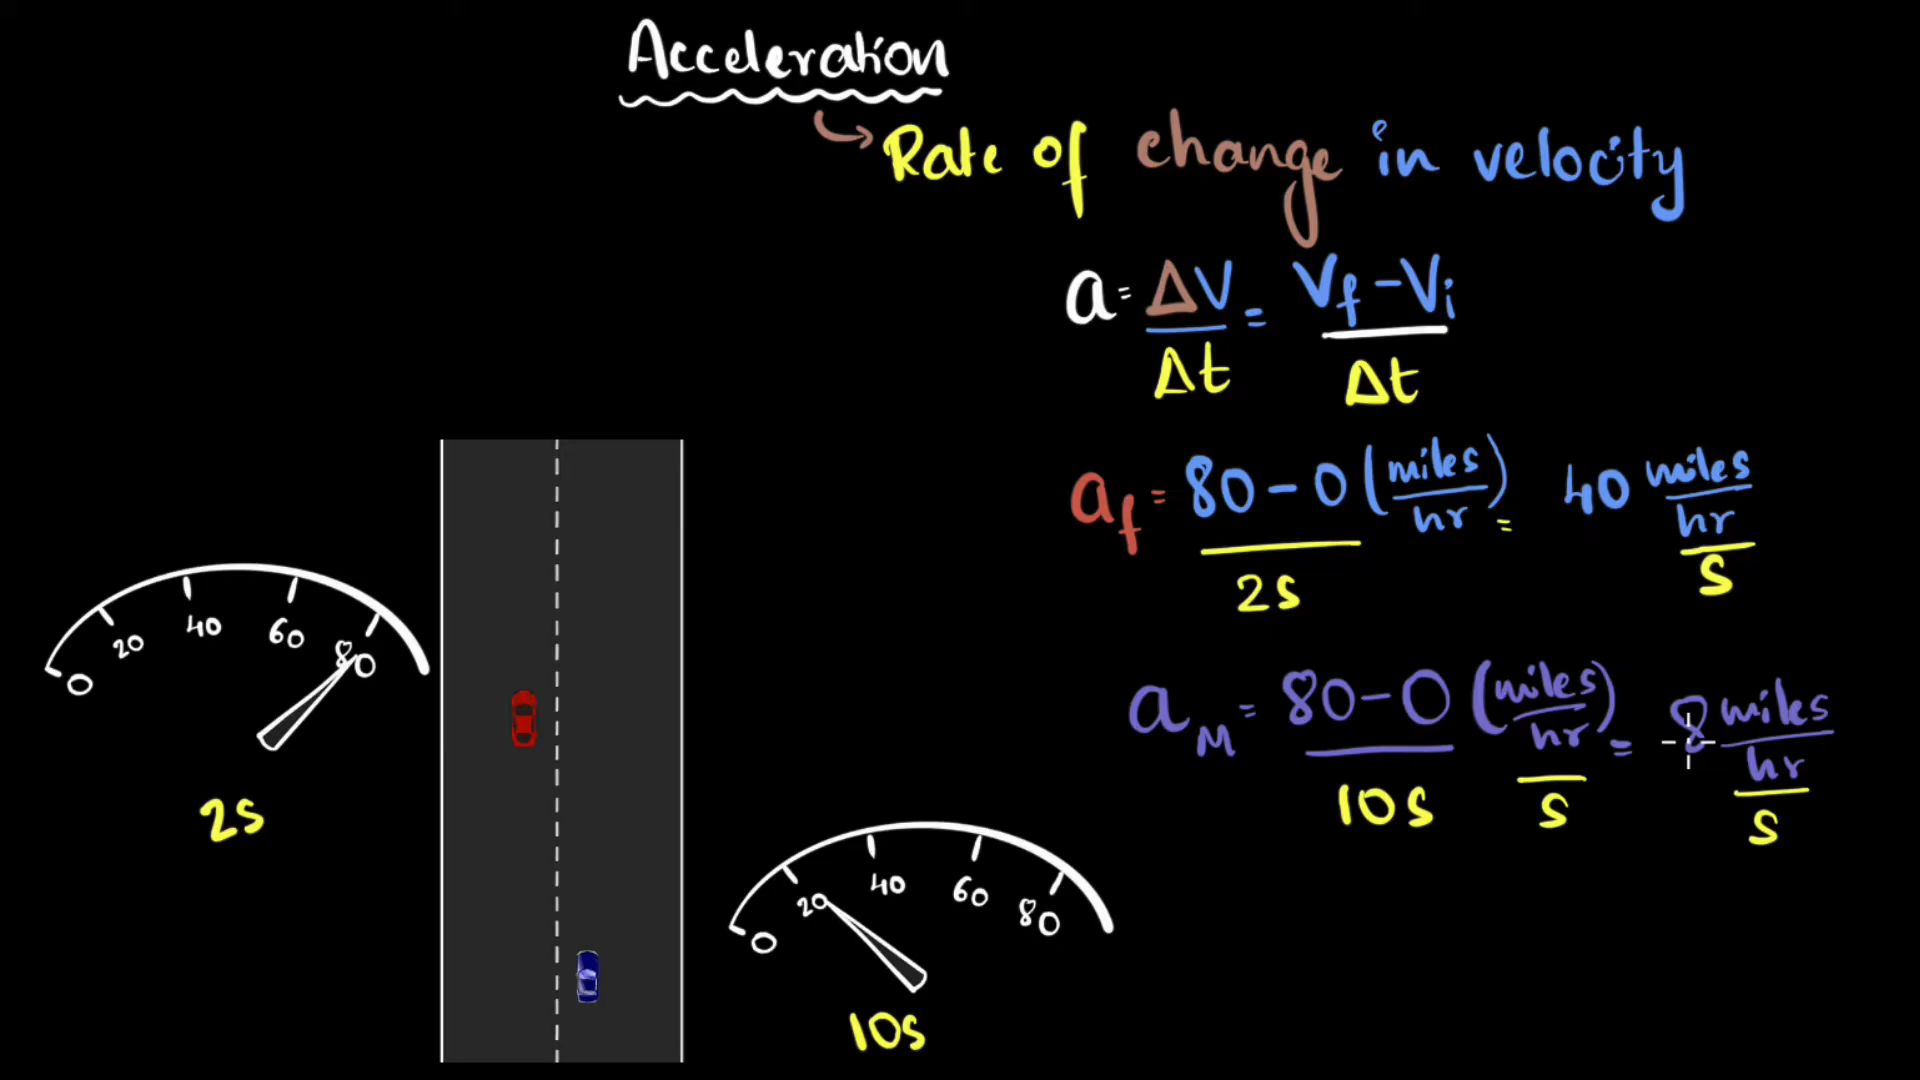 Acceleration
Rate of change in velocity
a = ΔV / Δt = Vf - Vi / Δt
af = 80 - 0 (miles/hr) / 2s = 40 miles/hr / s
aM = 80 - 0 / 10s (miles/hr) / s = 8 miles/hr / s
0 20 40 60 80
2s
0 20 40 60 80
10s